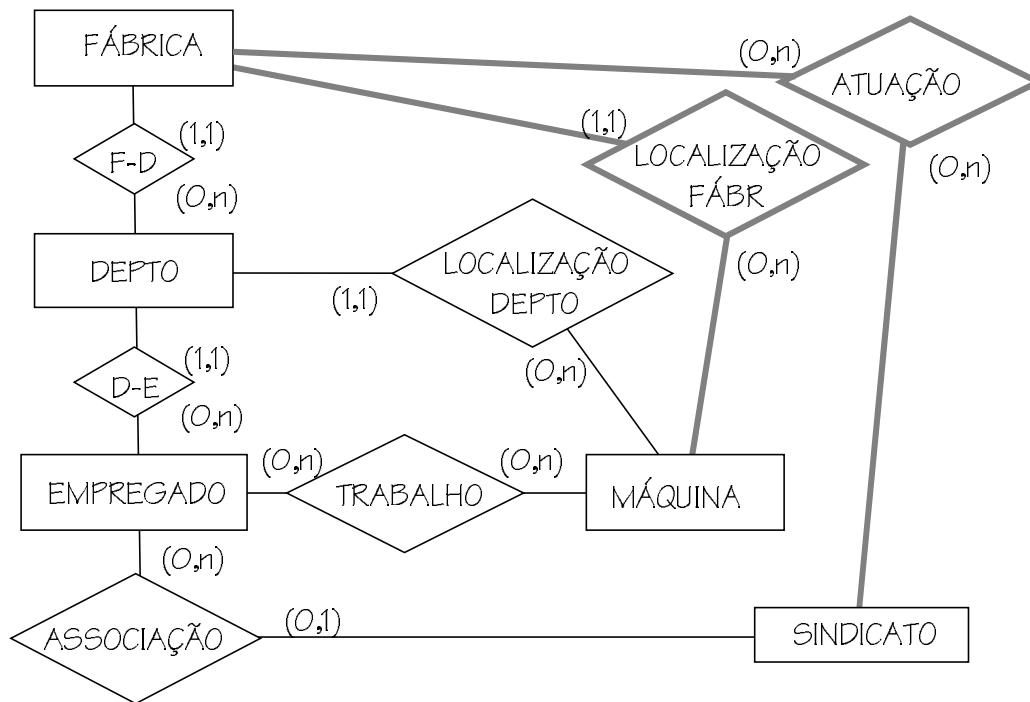 FÁBRICA
(0,n)
ATUAÇÃO
(1,1)
(1,1)
F-D
LOCALIZAÇÃO
FÁBR
(0,n)
(0,n)
(0,n)
DEPTO
LOCALIZAÇÃO
DEPTO
(1,1)
(1,1)
(0,n)
D-E
(0,n)
(0,n)
(0,n)
EMPREGADO
TRABALHO
MÁQUINA
(0,n)
(0,1)
ASSOCIAÇÃO
SINDICATO